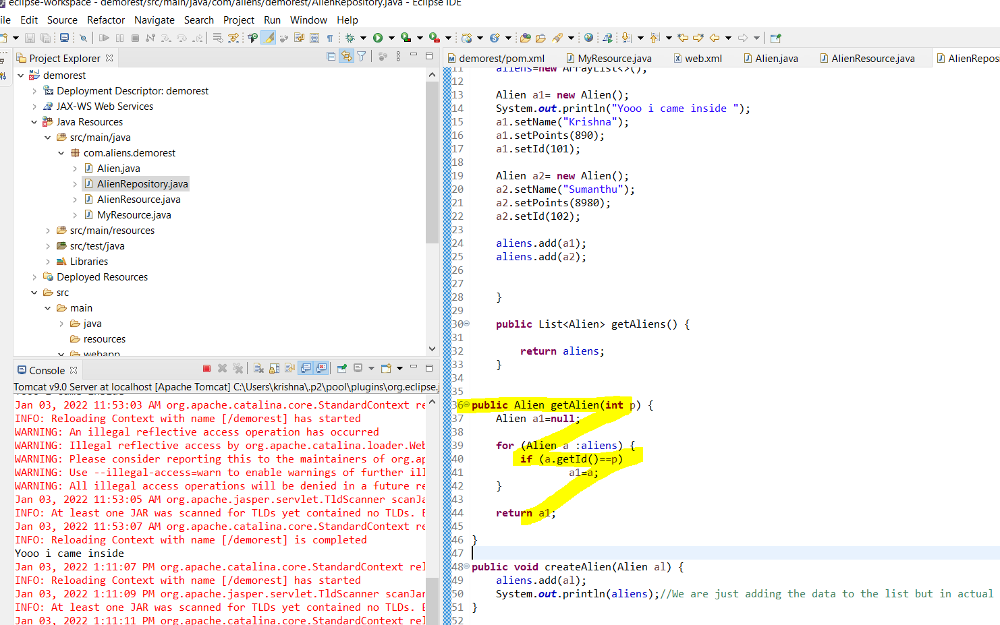 eclipse-workspace - demorest/src/main/java/com/aliens/demorest/AlienRepository.java - Eclipse IDE
ile Edit Source Refactor Navigate Search Project Run Window Help
Project Explorer
demorest
Deployment Descriptor: demorest
JAX-WS Web Services
Java Resources
src/main/java
com.aliens.demorest
Alien.java
AlienRepository.java
AlienResource.java
MyResource.java
src/main/resources
src/test/java
Libraries
Deployed Resources
src
main
java
resources
webapp
Console
Tomcat v9.0 Server at localhost [Apache Tomcat] C:\Users\krishna\.p2\pool\plugins\org.eclipse.j
Yooo i came inside
Jan 03, 2022 11:53:03 AM org.apache.catalina.core.StandardContext re
INFO: Reloading Context with name [/demorest] has started
WARNING: An illegal reflective access operation has occurred
WARNING: Illegal reflective access by org.apache.catalina.loader.Web
WARNING: Please consider reporting this to the maintainers of org.ap
WARNING: Use --illegal-access=warn to enable warnings of further ill
WARNING: All illegal access operations will be denied in a future re
Jan 03, 2022 11:53:05 AM org.apache.jasper.servlet.TldScanner scanJa
INFO: At least one JAR was scanned for TLDs yet contained no TLDs. E
Jan 03, 2022 11:53:07 AM org.apache.catalina.core.StandardContext re
INFO: Reloading Context with name [/demorest] is completed
Yooo i came inside
Jan 03, 2022 1:11:07 PM org.apache.catalina.core.StandardContext rel
INFO: Reloading Context with name [/demorest] has started
Jan 03, 2022 1:11:09 PM org.apache.jasper.servlet.TldScanner scanJar
INFO: At least one JAR was scanned for TLDs yet contained no TLDs. E
Jan 03, 2022 1:11:11 PM org.apache.catalina.core.StandardContext rel
demorest/pom.xml MyResource.java web.xml Alien.java AlienResource.java AlienRepos
11 aliens=new ArrayList<>();
12
13 Alien a1= new Alien();
14 System.out.println("Yooo i came inside ");
15 a1.setName("Krishna");
16 a1.setPoints(890);
17 a1.setId(101);
18
19 Alien a2= new Alien();
20 a2.setName("Sumanthu");
21 a2.setPoints(8980);
22 a2.setId(102);
23
24 aliens.add(a1);
25 aliens.add(a2);
26
27
28 }
29
30 public List<Alien> getAliens() {
31
32 return aliens;
33 }
34
35
36 public Alien getAlien(int p) {
37 Alien a1=null;
38
39 for (Alien a :aliens) {
40 if (a.getId()==p)
41 a1=a;
42 }
43
44 return a1;
45
46 }
47
48 public void createAlien(Alien al) {
49 aliens.add(al);
50 System.out.println(aliens);//We are just adding the data to the list but in actual
51 }
52